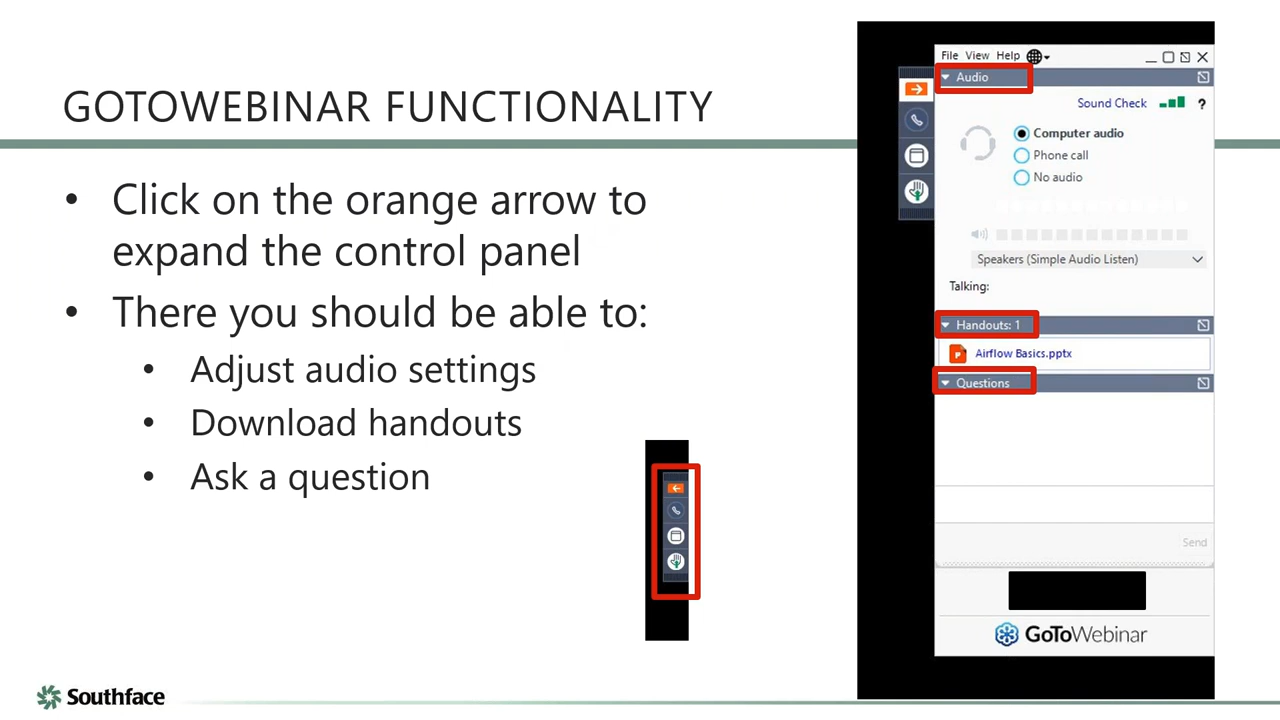 GOTOWEBINAR FUNCTIONALITY
• Click on the orange arrow to
expand the control panel
• There you should be able to:
• Adjust audio settings
• Download handouts
• Ask a question
File View Help
Audio
Sound Check ?
Computer audio
Phone call
No audio
Speakers (Simple Audio Listen)
Talking:
Handouts: 1
Airflow Basics.pptx
Questions
Send
GoToWebinar
Southface